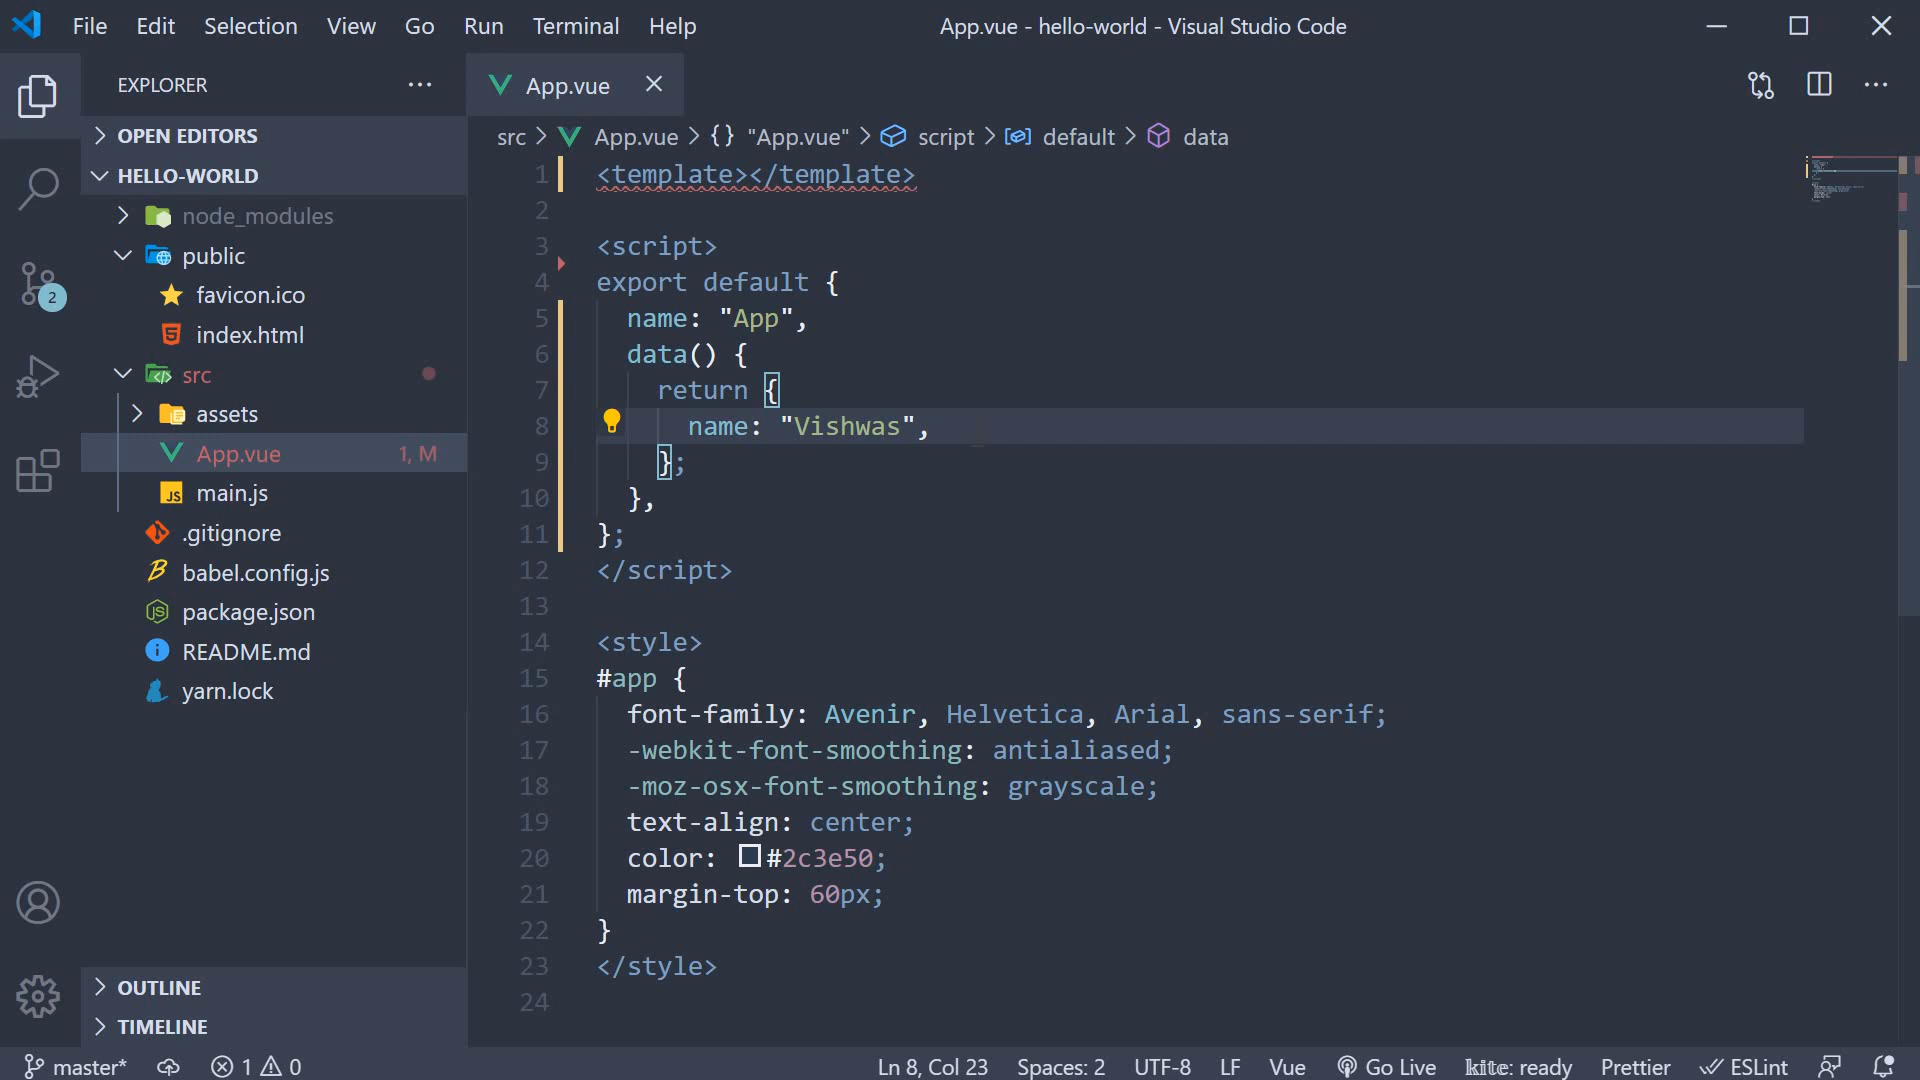 File Edit Selection View Go Run Terminal Help
App.vue - hello-world - Visual Studio Code
EXPLORER
App.vue
OPEN EDITORS
HELLO-WORLD
node_modules
public
favicon.ico
index.html
src
assets
App.vue 1, M
main.js
.gitignore
babel.config.js
package.json
README.md
yarn.lock
OUTLINE
TIMELINE
2
src > App.vue > {} "App.vue" > script > default > data
1 <template></template>
2
3 <script>
4 export default {
5 name: "App",
6 data() {
7 return {
8 name: "Vishwas",
9 };
10 },
11 };
12 </script>
13
14 <style>
15 #app {
16 font-family: Avenir, Helvetica, Arial, sans-serif;
17 -webkit-font-smoothing: antialiased;
18 -moz-osx-font-smoothing: grayscale;
19 text-align: center;
20 color: #2c3e50;
21 margin-top: 60px;
22 }
23 </style>
24
master* 1 0 Ln 8, Col 23 Spaces: 2 UTF-8 LF Vue Go Live kite: ready Prettier ESLint